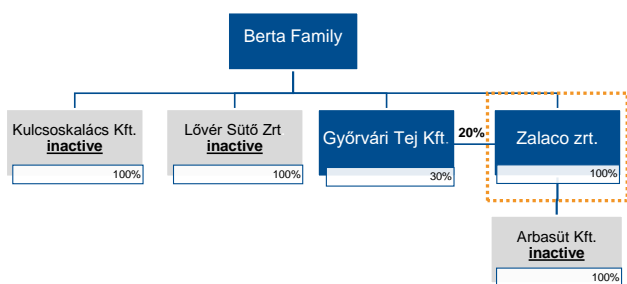 Berta Family
Kulcsoskalács Kft.
inactive
100%
Lővér Sütő Zrt
inactive
100%
Győrvári Tej Kft.
30%
20%
Zalaco zrt.
100%
Arbasüt Kft.
inactive
100%